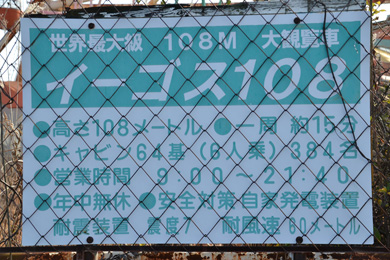 世界最大級 108M 大観覧車
イーゴス108
●高さ108メートル ●一周 約15分
●キャビン64基(6人乗)384名
●営業時間 9:00〜21:40
●年中無休 ●安全対策 自家発電装置
耐震装置 震度7 耐風速 60メートル